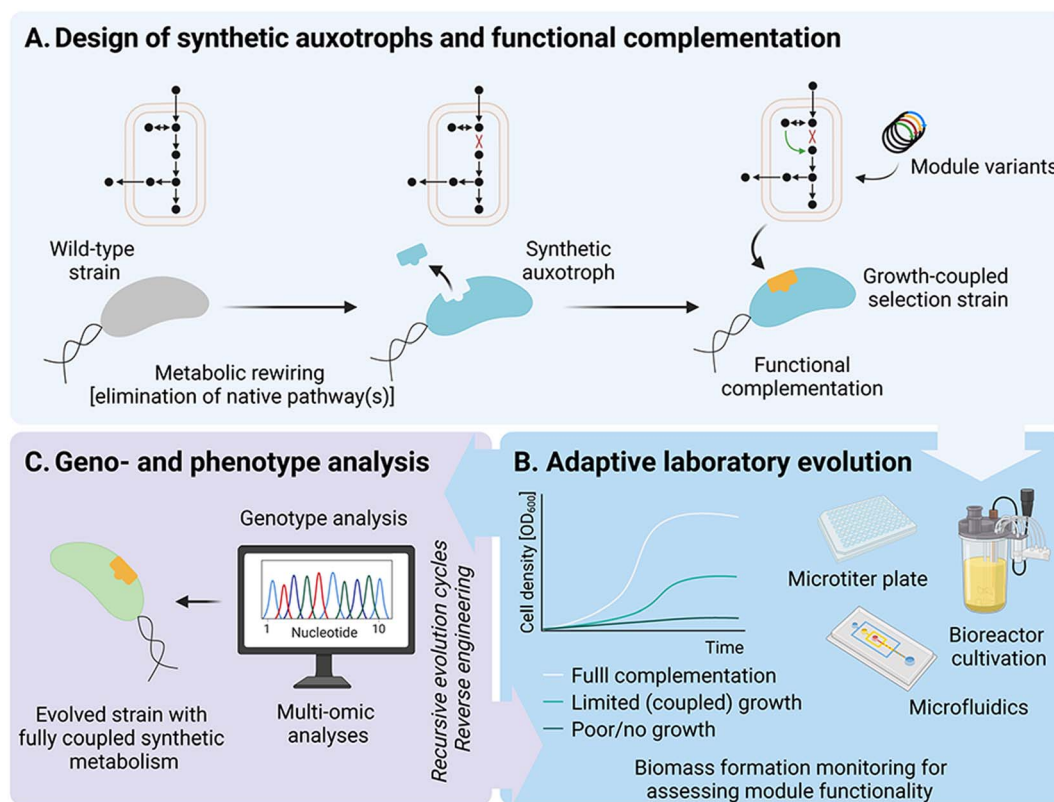 A. Design of synthetic auxotrophs and functional complementation
Module variants
Wild-type
strain
Synthetic
auxotroph
Growth-coupled
selection strain
Metabolic rewiring
[elimination of native pathway(s)]
Functional
complementation
C. Geno- and phenotype analysis
Genotype analysis
1
10
Nucleotide
Evolved strain with
fully coupled synthetic
metabolism
Multi-omic
analyses
Recursive evolution cycles
Reverse engineering
B. Adaptive laboratory evolution
Cell density [OD600]
Time
Fulll complementation
Limited (coupled) growth
Poor/no growth
Microtiter plate
Bioreactor
cultivation
Microfluidics
Biomass formation monitoring for
assessing module functionality